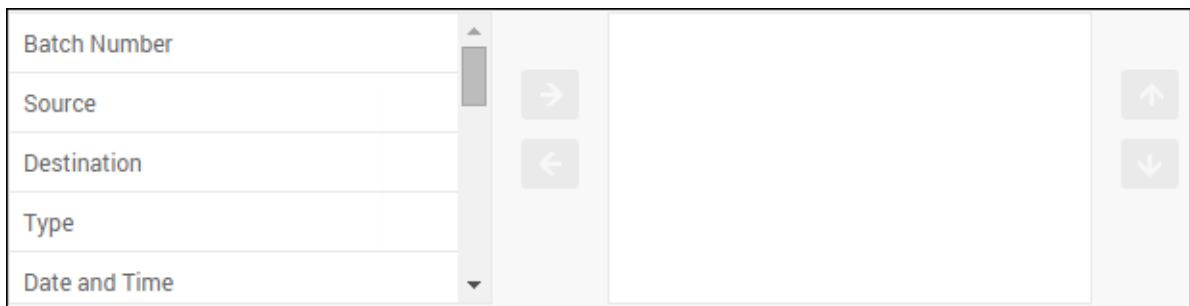 Batch Number
Source
Destination
Type
Date and Time